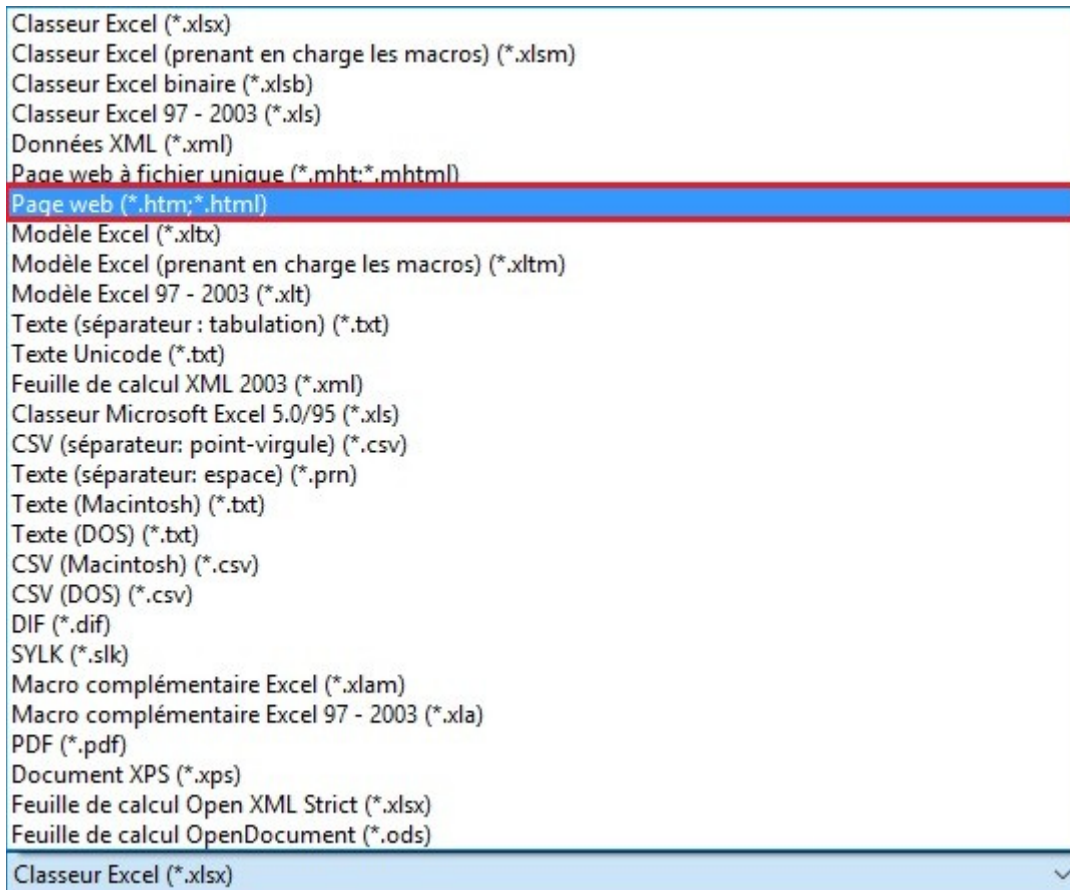 Classeur Excel (*.xlsx)
Classeur Excel (prenant en charge les macros) (*.xlsm)
Classeur Excel binaire (*.xlsb)
Classeur Excel 97 - 2003 (*.xls)
Données XML (*.xml)
Page web à fichier unique (*.mht;*.mhtml)
Page web (*.htm;*.html)
Modèle Excel (*.xltx)
Modèle Excel (prenant en charge les macros) (*.xltm)
Modèle Excel 97 - 2003 (*.xlt)
Texte (séparateur : tabulation) (*.txt)
Texte Unicode (*.txt)
Feuille de calcul XML 2003 (*.xml)
Classeur Microsoft Excel 5.0/95 (*.xls)
CSV (séparateur: point-virgule) (*.csv)
Texte (séparateur: espace) (*.prn)
Texte (Macintosh) (*.txt)
Texte (DOS) (*.txt)
CSV (Macintosh) (*.csv)
CSV (DOS) (*.csv)
DIF (*.dif)
SYLK (*.slk)
Macro complémentaire Excel (*.xlam)
Macro complémentaire Excel 97 - 2003 (*.xla)
PDF (*.pdf)
Document XPS (*.xps)
Feuille de calcul Open XML Strict (*.xlsx)
Feuille de calcul OpenDocument (*.ods)
Classeur Excel (*.xlsx)